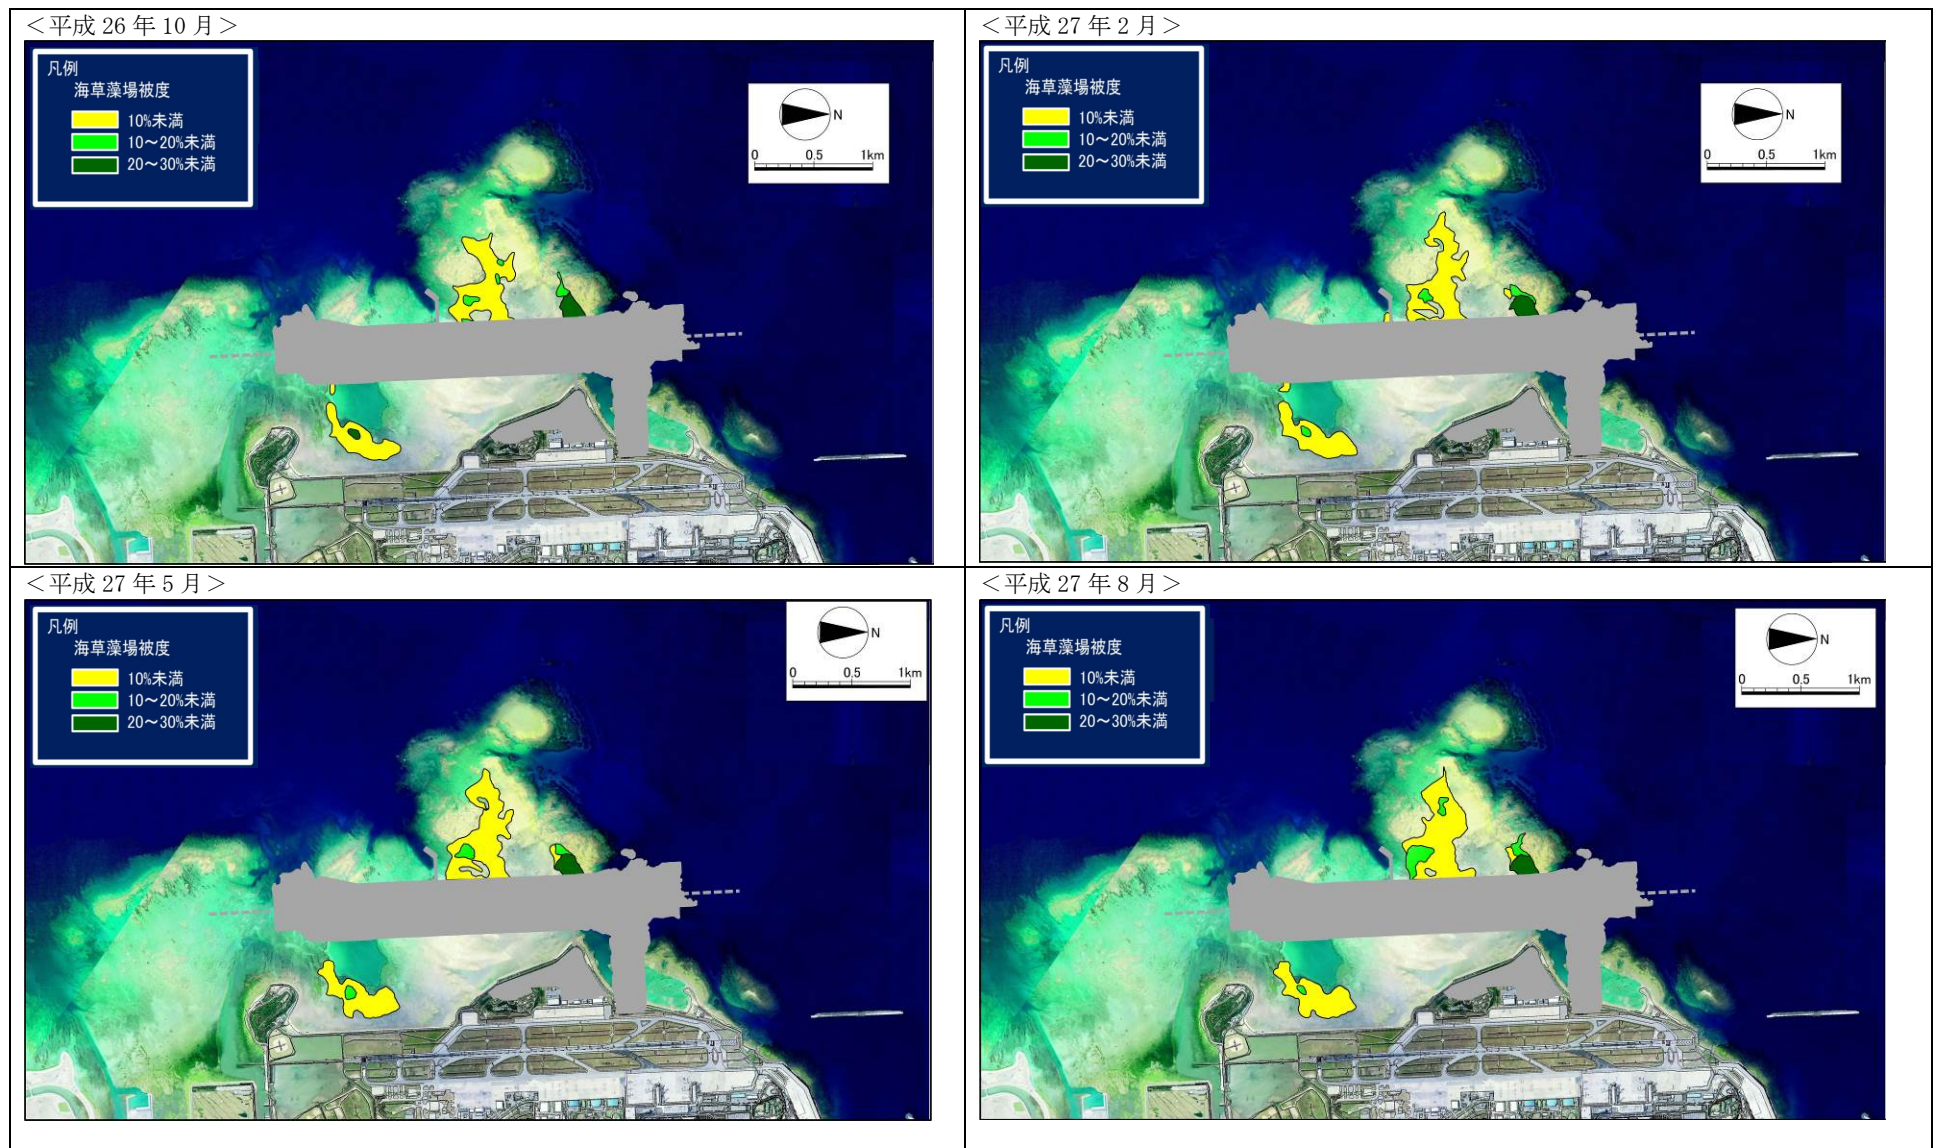 ＜平成 26 年 10 月＞
凡例
海草藻場被度
10%未満
10～20%未満
20～30%未満
N
0 0.5 1km
＜平成 27 年 2 月＞
凡例
海草藻場被度
10%未満
10～20%未満
20～30%未満
N
0 0.5 1km
＜平成 27 年 5 月＞
凡例
海草藻場被度
10%未満
10～20%未満
20～30%未満
N
0 0.5 1km
＜平成 27 年 8 月＞
凡例
海草藻場被度
10%未満
10～20%未満
20～30%未満
N
0 0.5 1km